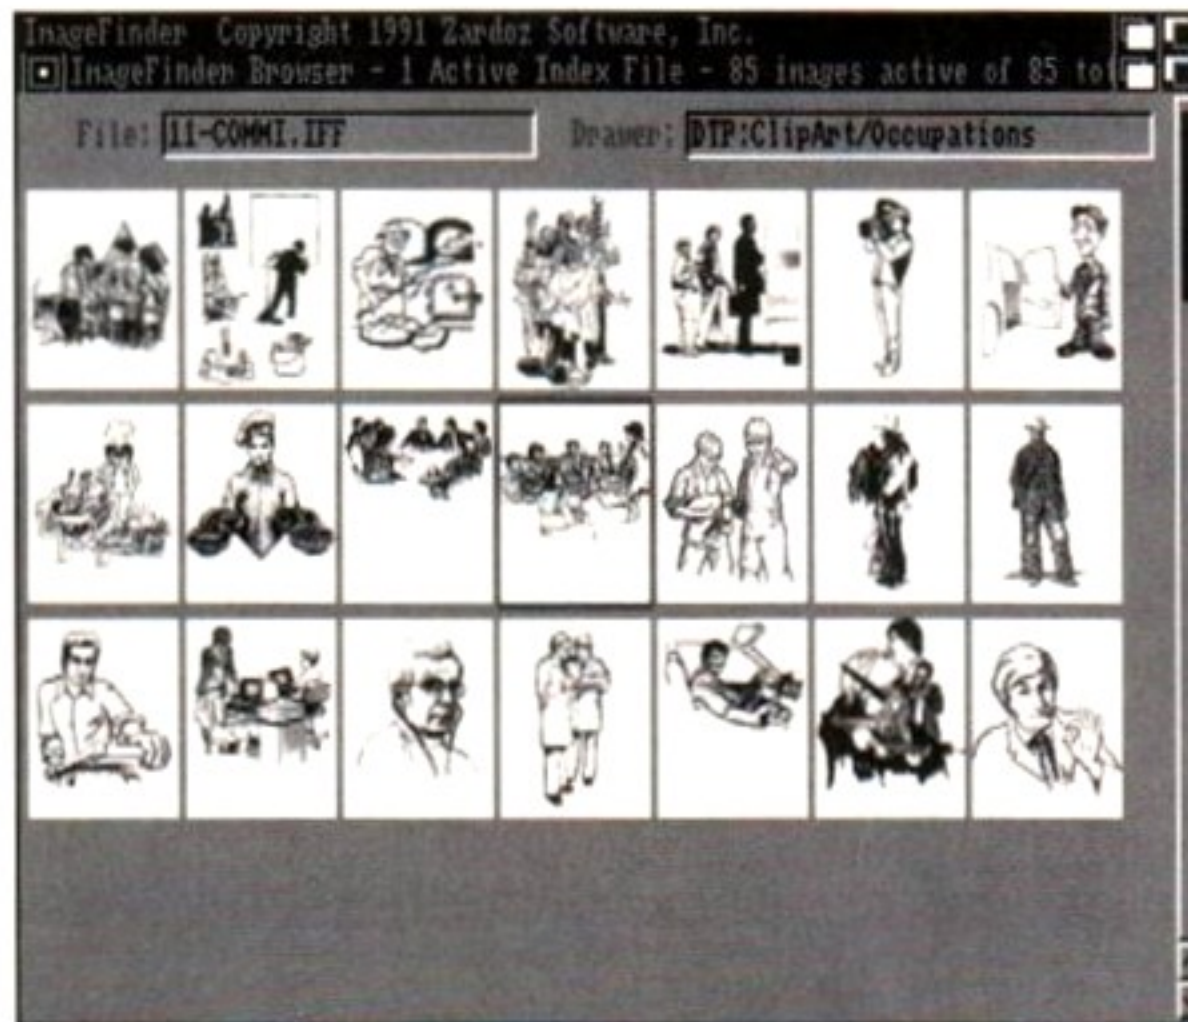 ImageFinder Copyright 1991 Zardoz Software, Inc.
ImageFinder Browser - 1 Active Index File - 85 images active of 85 tot
File: 11-COMMI.IFF Drawer: DTP:ClipArt/Occupations